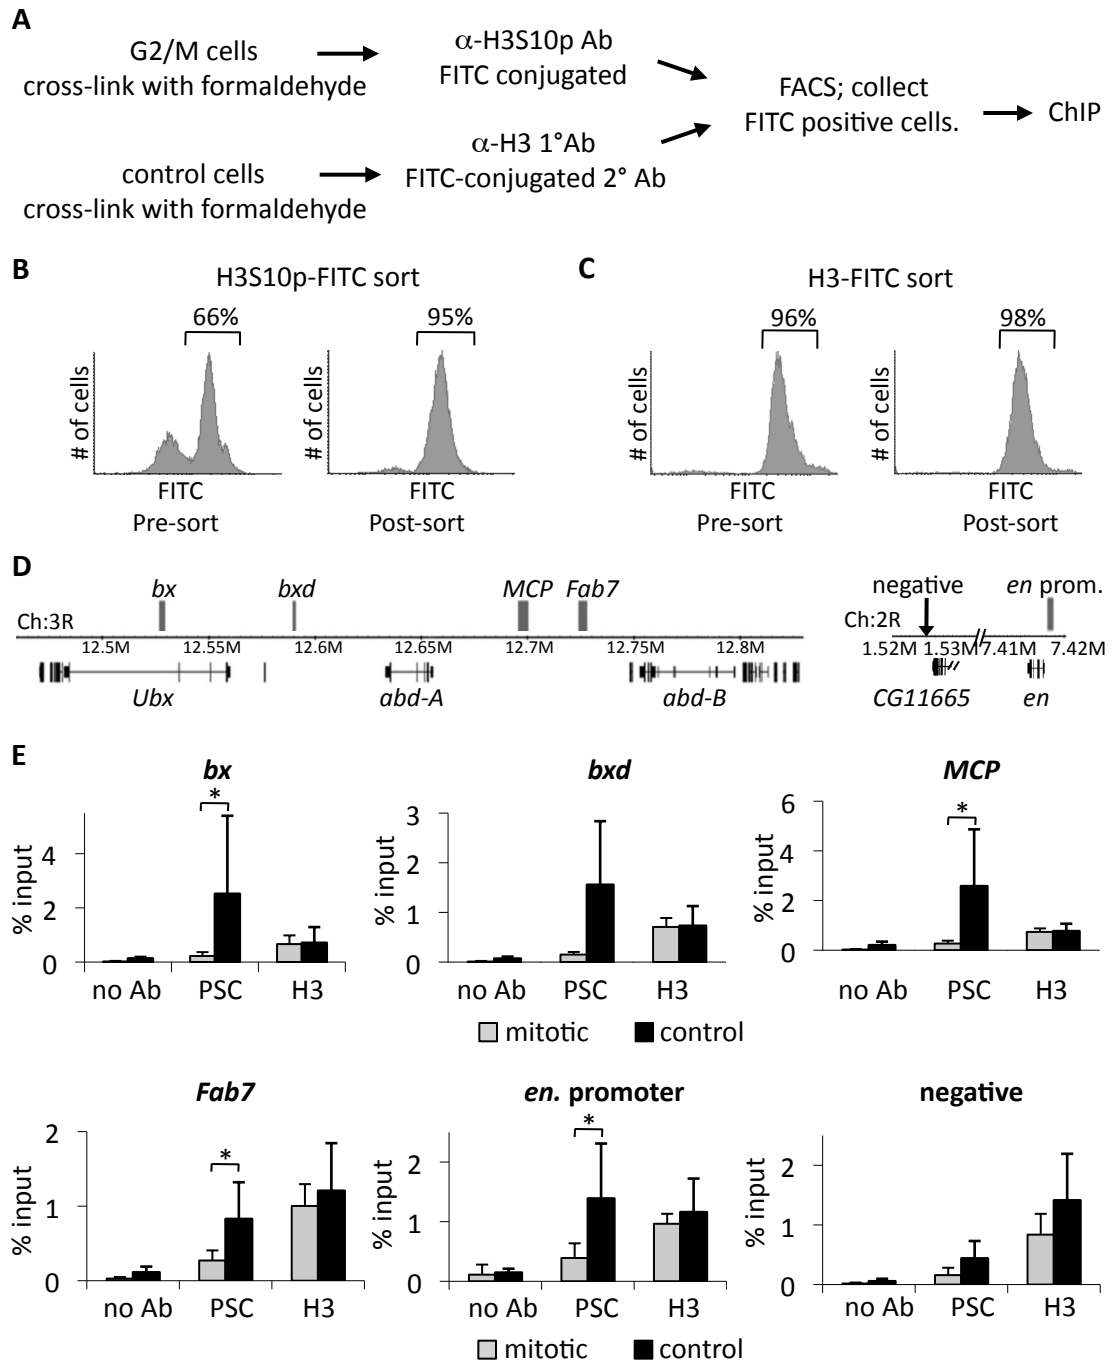 A
G2/M cells
cross-link with formaldehyde
α-H3S10p Ab
FITC conjugated
control cells
cross-link with formaldehyde
α-H3 1°Ab
FITC-conjugated 2° Ab
FACS; collect
FITC positive cells.
ChIP
B
H3S10p-FITC sort
66%
# of cells
FITC
Pre-sort
95%
# of cells
FITC
Post-sort
C
H3-FITC sort
96%
# of cells
FITC
Pre-sort
98%
# of cells
FITC
Post-sort
D
bx
bxd
MCP
Fab7
Ch:3R
12.5M
12.55M
12.6M
12.65M
12.7M
12.75M
12.8M
Ubx
abd-A
abd-B
negative
en prom.
Ch:2R
1.52M
1.53M
7.41M
7.42M
CG11665
en
E
bx
*
% input
4
2
0
no Ab
PSC
H3
bxd
% input
3
2
1
0
no Ab
PSC
H3
MCP
*
% input
6
4
2
0
no Ab
PSC
H3
mitotic
control
Fab7
*
% input
2
1
0
no Ab
PSC
H3
en. promoter
*
% input
2
1
0
no Ab
PSC
H3
negative
% input
2
1
0
no Ab
PSC
H3
mitotic
control